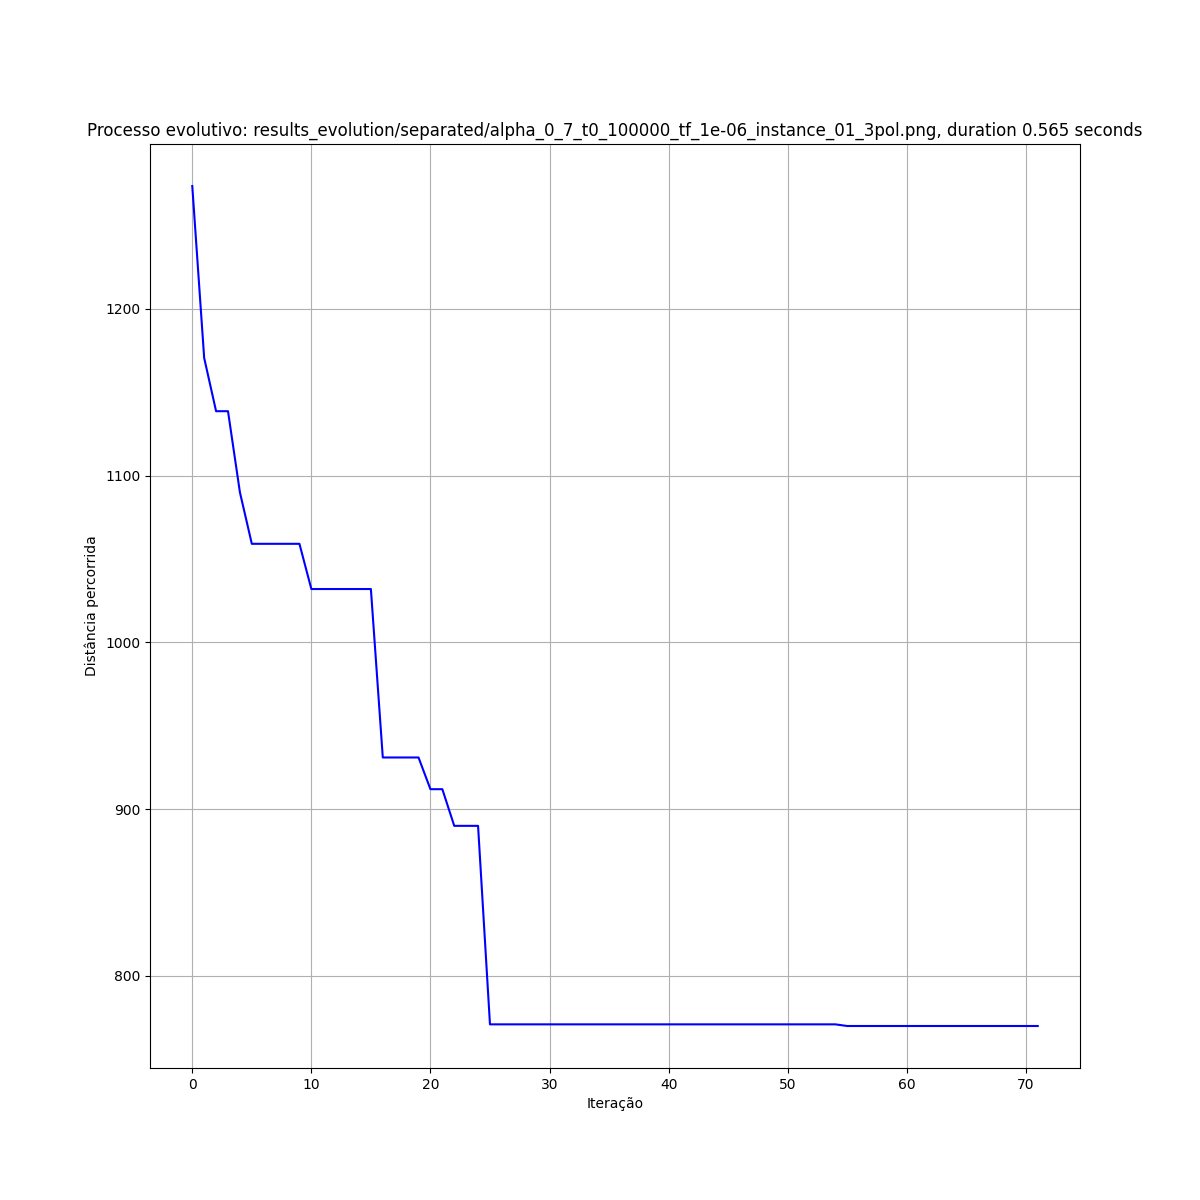 Processo evolutivo: results_evolution/separated/alpha_0_7_t0_100000_tf_1e-06_instance_01_3pol.png, duration 0.565 seconds
1200
1100
1000
900
800
Distância percorrida
0 10 20 30 40 50 60 70
Iteração